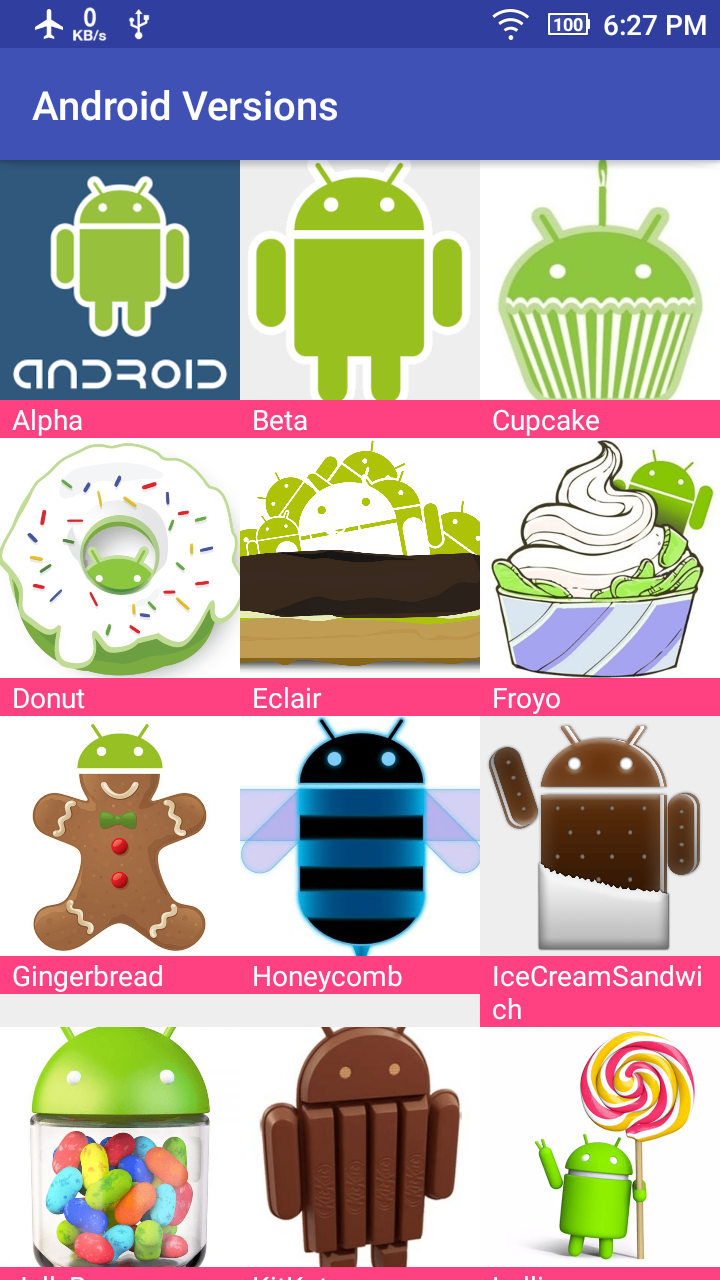 0
KB/s
100
6:27 PM
Android Versions
ANDROID
Alpha
Beta
Cupcake
Donut
Eclair
Froyo
Gingerbread
Honeycomb
IceCreamSandwi
ch